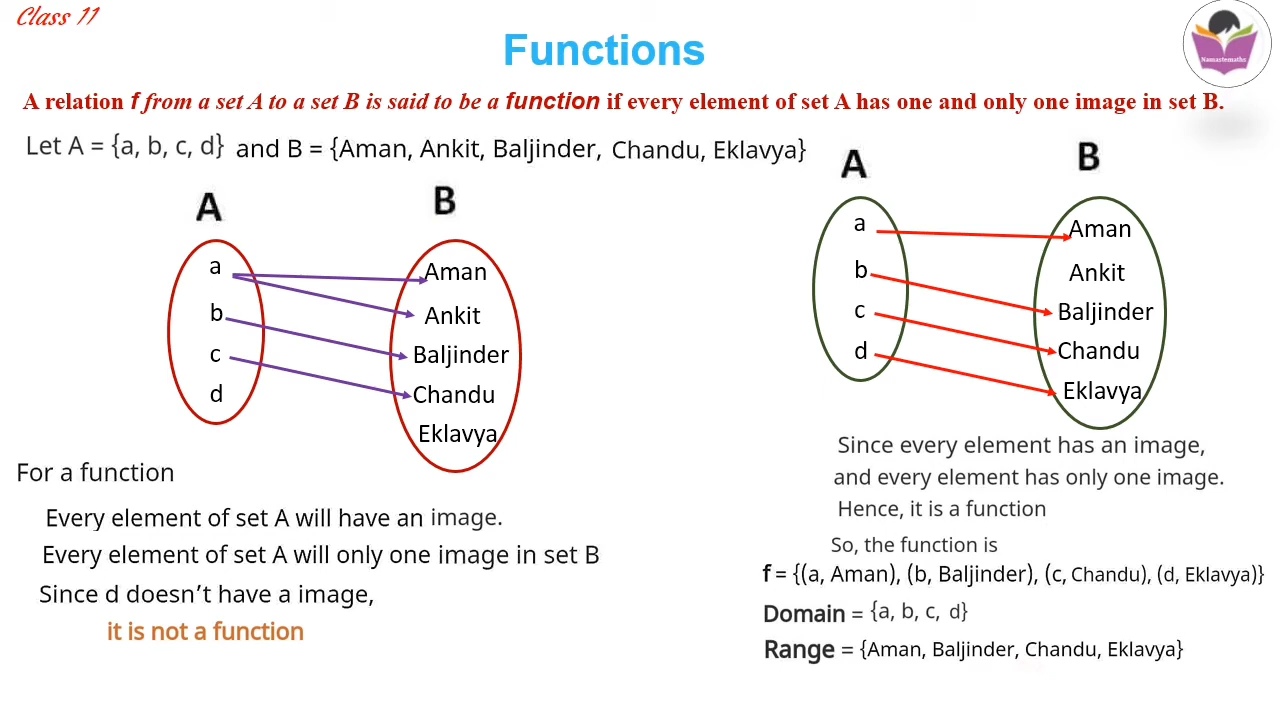 Class 11
Functions
Namastemaths
A relation f from a set A to a set B is said to be a function if every element of set A has one and only one image in set B.
Let A = {a, b, c, d} and B = {Aman, Ankit, Baljinder, Chandu, Eklavya}
A
B
a
b
c
d
Aman
Ankit
Baljinder
Chandu
Eklavya
For a function
Every element of set A will have an image.
Every element of set A will only one image in set B
Since d doesn't have a image,
it is not a function
A
B
a
b
c
d
Aman
Ankit
Baljinder
Chandu
Eklavya
Since every element has an image,
and every element has only one image.
Hence, it is a function
So, the function is
f = {(a, Aman), (b, Baljinder), (c, Chandu), (d, Eklavya)}
Domain = {a, b, c, d}
Range = {Aman, Baljinder, Chandu, Eklavya}